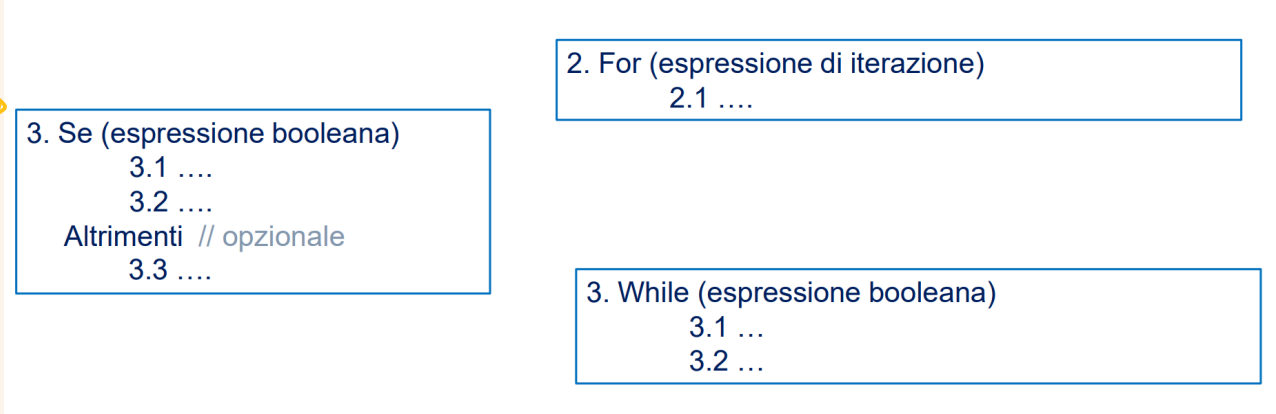 3. Se (espressione booleana)
3.1 ....
3.2 ....
Altrimenti // opzionale
3.3 ....
2. For (espressione di iterazione)
2.1 ....
3. While (espressione booleana)
3.1 ...
3.2 ...